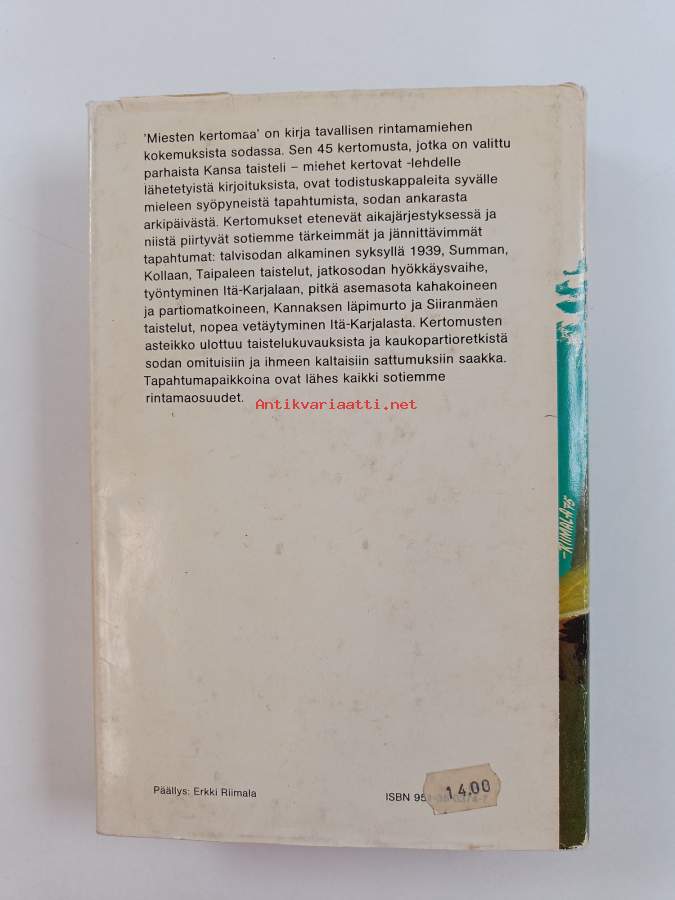 'Miesten kertomaa' on kirja tavallisen rintamamiehen
kokemuksista sodassa. Sen 45 kertomusta, jotka on valittu
parhaista Kansa taisteli – miehet kertovat -lehdelle
lähetetyistä kirjoituksista, ovat todistuskappaleita syvälle
mieleen syöpyneistä tapahtumista, sodan ankarasta
arkipäivästä. Kertomukset etenevät aikajärjestyksessä ja
niistä piirtyvät sotiemme tärkeimmät ja jännittävimmät
tapahtumat: talvisodan alkaminen syksyllä 1939, Summan,
Kollaan, Taipaleen taistelut, jatkosodan hyökkäysvaihe,
työntyminen Itä-Karjalaan, pitkä asemasota kahakoineen
ja partiomatkoineen, Kannaksen läpimurto ja Siiranmäen
taistelut, nopea vetäytyminen Itä-Karjalasta. Kertomusten
asteikko ulottuu taistelukuvauksista ja kaukopartioretkistä
sodan omituisiin ja ihmeen kaltaisiin sattumuksiin saakka.
Tapahtumapaikkoina ovat lähes kaikki sotiemme
rintamaosuudet.
Antikvariaatti.net
-RIIMALA 75
Päällys: Erkki Riimala
ISBN 95
14.00